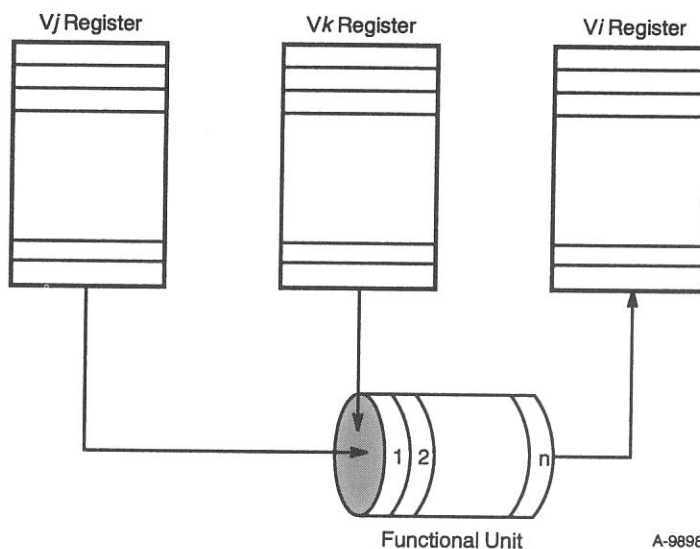 Vj Register
Vk Register
Vi Register
1
2
n
Functional Unit
A-9898